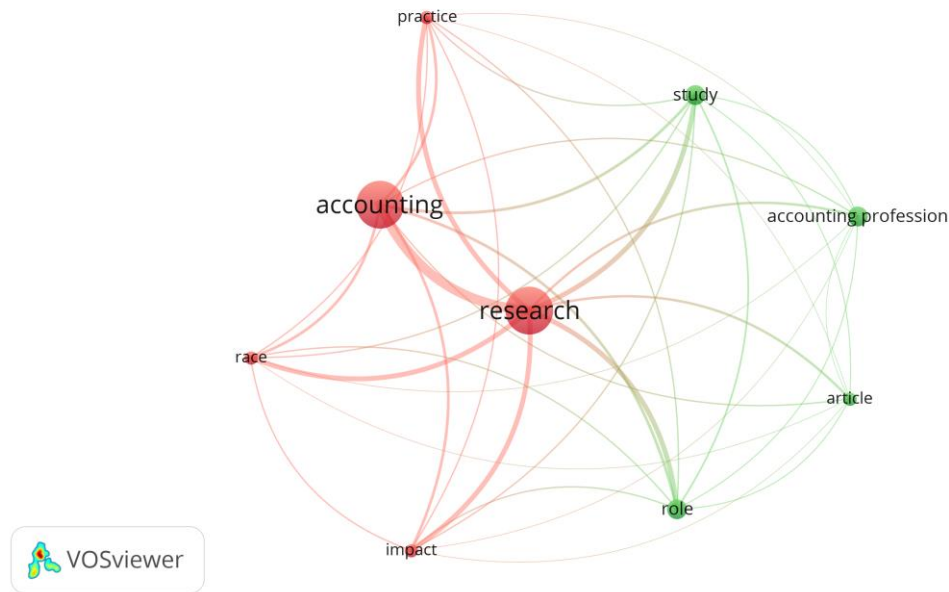 practice
study
accounting
accounting profession
research
race
article
role
impact
VOSviewer